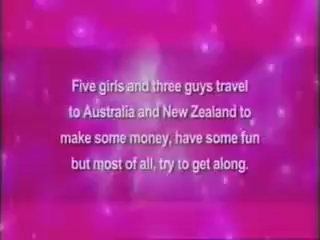 Five girls and three guys travel
to Australia and New Zealand to
make some money, have some fun
but most of all, try to get along.